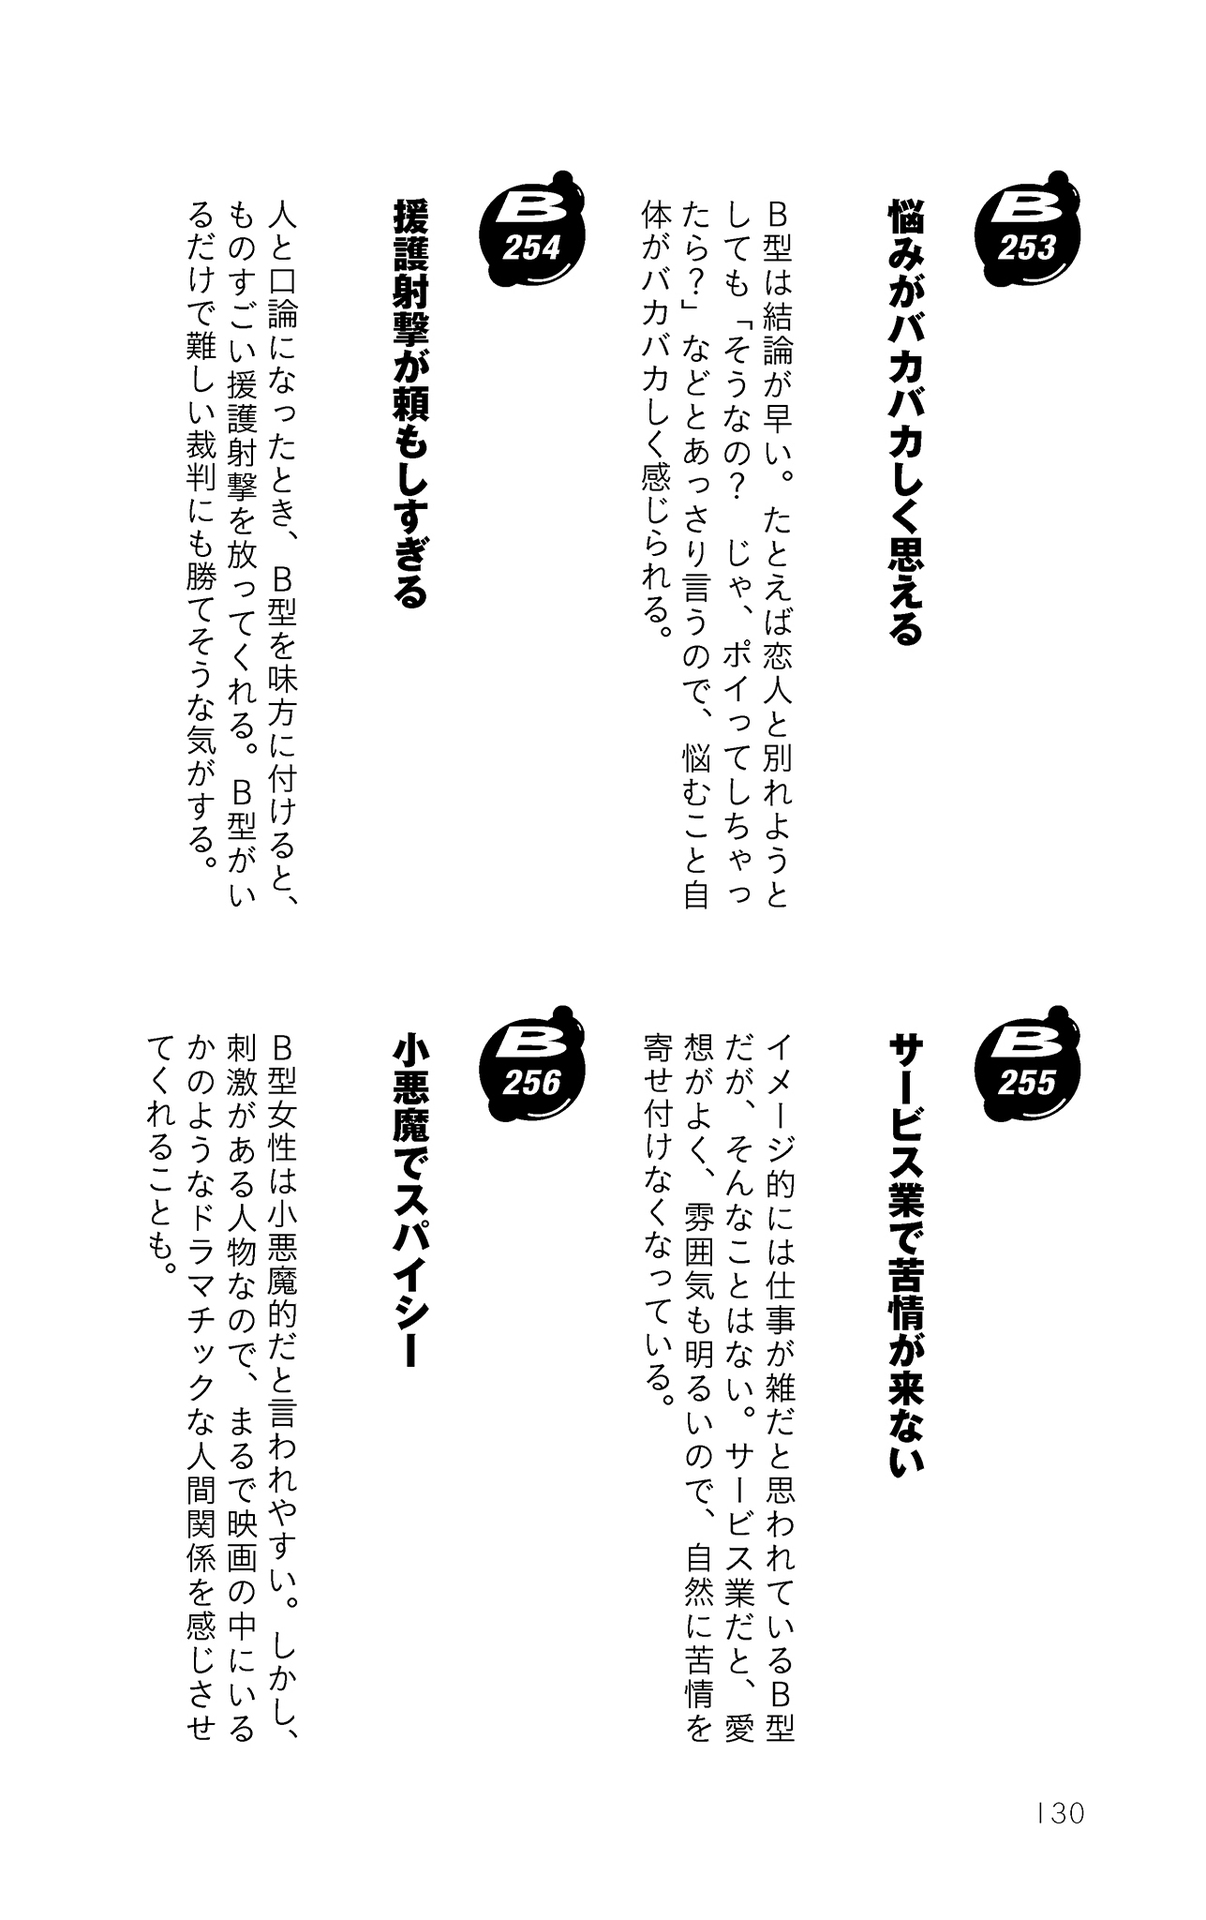 B
253
悩みがバカバカしく思える
B型は結論が早い。たとえば恋人と別れようと
しても「そうなの？　じゃ、ポイってしちゃっ
たら？」などとあっさり言うので、悩むこと自
体がバカバカしく感じられる。
B
254
援護射撃が頼もしすぎる
人と口論になったとき、B型を味方に付けると、
ものすごい援護射撃を放ってくれる。B型がい
るだけで難しい裁判にも勝てそうな気がする。
B
255
サービス業で苦情が来ない
イメージ的には仕事が雑だと思われているB型
だが、そんなことはない。サービス業だと、愛
想がよく、雰囲気も明るいので、自然に苦情を
寄せ付けなくなっている。
B
256
小悪魔でスパイシー
B型女性は小悪魔的だと言われやすい。しかし、
刺激がある人物なので、まるで映画の中にいる
かのようなドラマチックな人間関係を感じさせ
てくれることも。
130